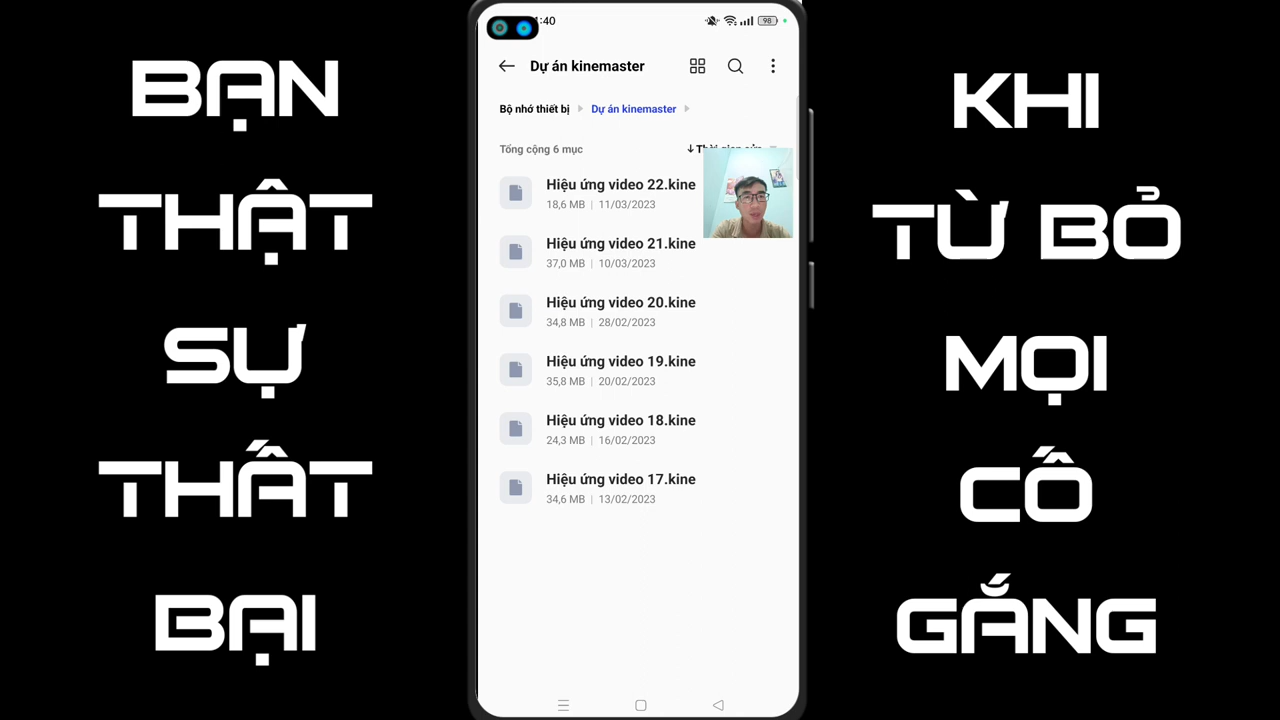 BẠN
THẬT
SỰ
THẤT
BẠI
:40
98
Dự án kinemaster
Bộ nhớ thiết bị
Dự án kinemaster
Tổng cộng 6 mục
Hiệu ứng video 22.kine
18,6 MB | 11/03/2023
Hiệu ứng video 21.kine
37,0 MB | 10/03/2023
Hiệu ứng video 20.kine
34,8 MB | 28/02/2023
Hiệu ứng video 19.kine
35,8 MB | 20/02/2023
Hiệu ứng video 18.kine
24,3 MB | 16/02/2023
Hiệu ứng video 17.kine
34,6 MB | 13/02/2023
KHI
TỪ BỎ
MỌI
CỐ
GẮNG